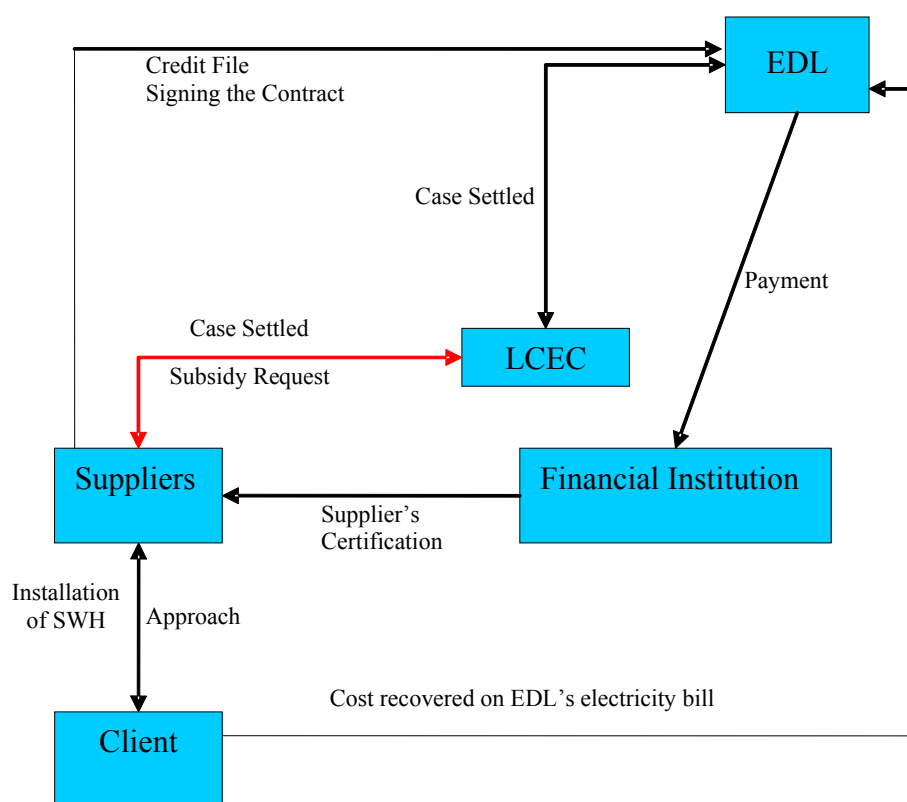 EDL
Credit File
Signing the Contract
Case Settled
Payment
Case Settled
LCEC
Subsidy Request
Suppliers
Financial Institution
Supplier’s
Certification
Installation
of SWH
Approach
Cost recovered on EDL’s electricity bill
Client